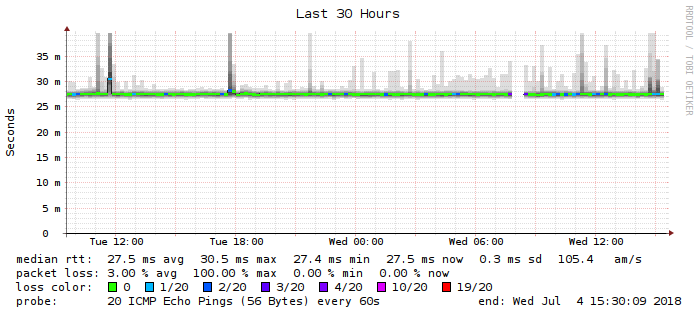 Last 30 Hours
RRDTOOL / TOBI OETIKER
Seconds
35 m
30 m
25 m
20 m
15 m
10 m
5 m
0
Tue 12:00 Tue 18:00 Wed 00:00 Wed 06:00 Wed 12:00
median rtt: 27.5 ms avg 30.5 ms max 27.4 ms min 27.5 ms now 0.3 ms sd 105.4 am/s
packet loss: 3.00 % avg 100.00 % max 0.00 % min 0.00 % now
loss color: 0 1/20 2/20 3/20 4/20 10/20 19/20
probe: 20 ICMP Echo Pings (56 Bytes) every 60s end: Wed Jul 4 15:30:09 2018